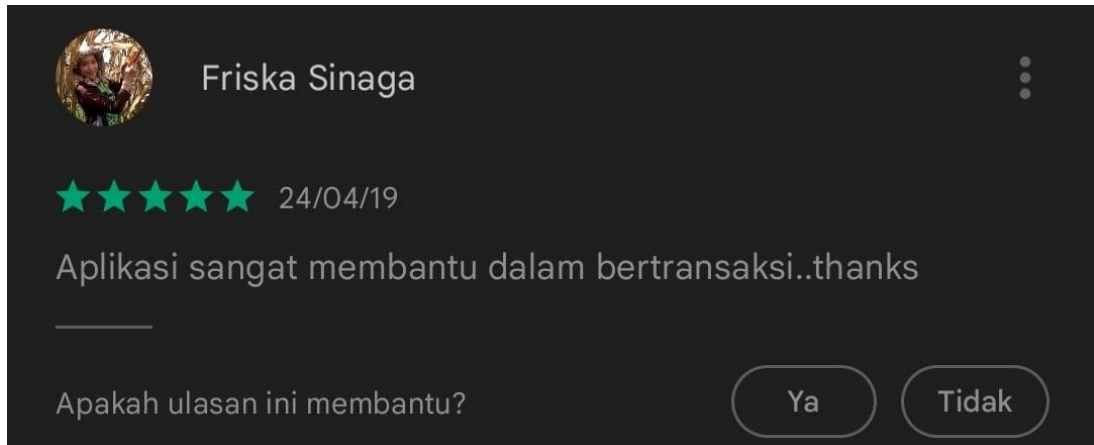 Friska Sinaga
24/04/19
Aplikasi sangat membantu dalam bertransaksi..thanks
Apakah ulasan ini membantu?
Ya
Tidak